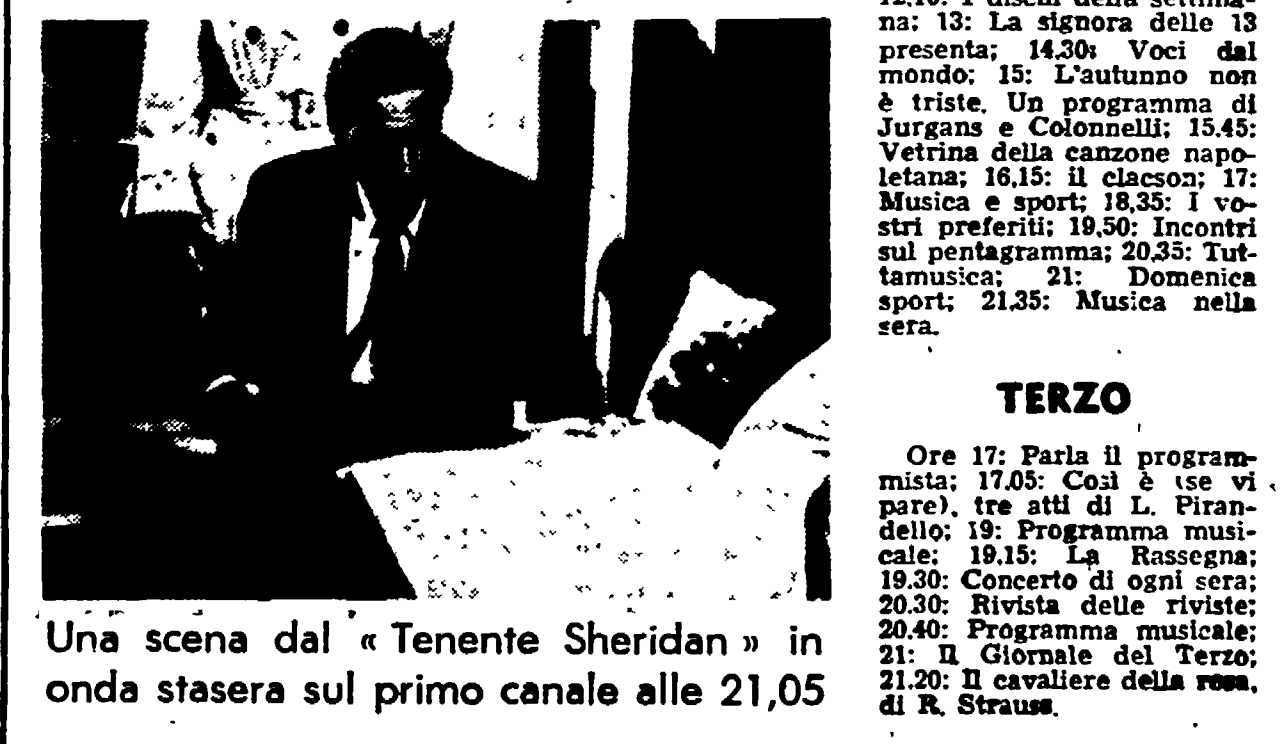 Una scena dal « Tenente Sheridan » in
onda stasera sul primo canale alle 21,05
12,10: I dischi della settima-
na; 13: La signora delle 13
presenta; 14.30: Voci dal
mondo; 15: L'autunno non
è triste. Un programma di
Jurgans e Colonnelli; 15.45:
Vetrina della canzone napo-
letana; 16,15: il clacson; 17:
Musica e sport; 18,35: I vo-
stri preferiti; 19,50: Incontri
sul pentagramma; 20,35: Tut-
tamusica; 21: Domenica
sport; 21,35: Musica nella
sera.
TERZO
Ore 17: Parla il program-
mista; 17.05: Così è (se vi
pare), tre atti di L. Piran-
dello; 19: Programma musi-
cale; 19.15: La Rassegna;
19.30: Concerto di ogni sera;
20.30: Rivista delle riviste;
20.40: Programma musicale;
21: Il Giornale del Terzo;
21.20: Il cavaliere della rosa,
di R. Strauss.